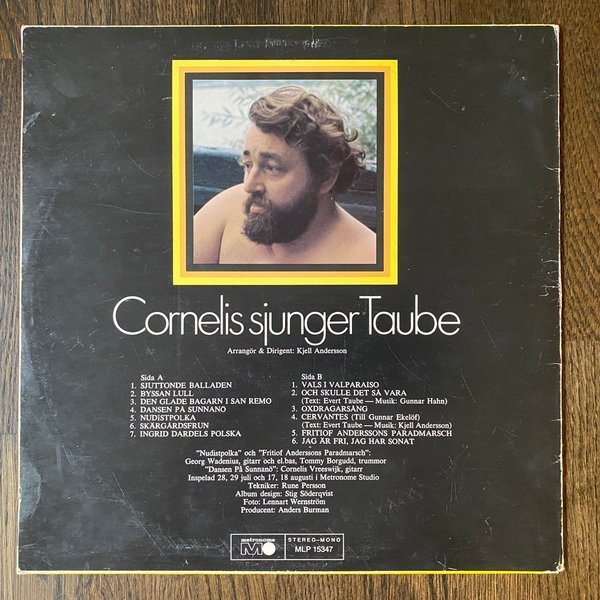 Cornelis sjunger Taube
Arrangör & Dirigent: Kjell Andersson
Sida A
1. SJUTTONDE BALLADEN
2. BYSSAN LULL
3. DEN GLADE BAGARN I SAN REMO
4. DANSEN PÅ SUNNANÖ
5. NUDISTPOLKA
6. SKÄRGÅRDSFRUN
7. INGRID DARDELS POLSKA
Sida B
1. VALS I VALPARAISO
2. OCH SKULLE DET SÅ VARA
(Text: Evert Taube — Musik: Gunnar Hahn)
3. OXDRAGARSÅNG
4. CERVANTES (Till Gunnar Ekelöf)
(Text: Evert Taube — Musik: Kjell Andersson)
5. FRITIOF ANDERSSONS PARADMARSCH
6. JAG ÄR FRI, JAG HAR SONAT
"Nudistpolka" och "Fritiof Anderssons Paradmarsch":
Georg Wadenius, gitarr och el.bas, Tommy Borgudd, trummor
"Dansen På Sunnanö": Cornelis Vreeswijk, gitarr
Inspelad 28, 29 juli och 17, 18 augusti i Metronome Studio
Tekniker: Rune Persson
Album design: Stig Söderqvist
Foto: Lennart Wernström
Producent: Anders Burman
metronome
STEREO-MONO
MLP 15347